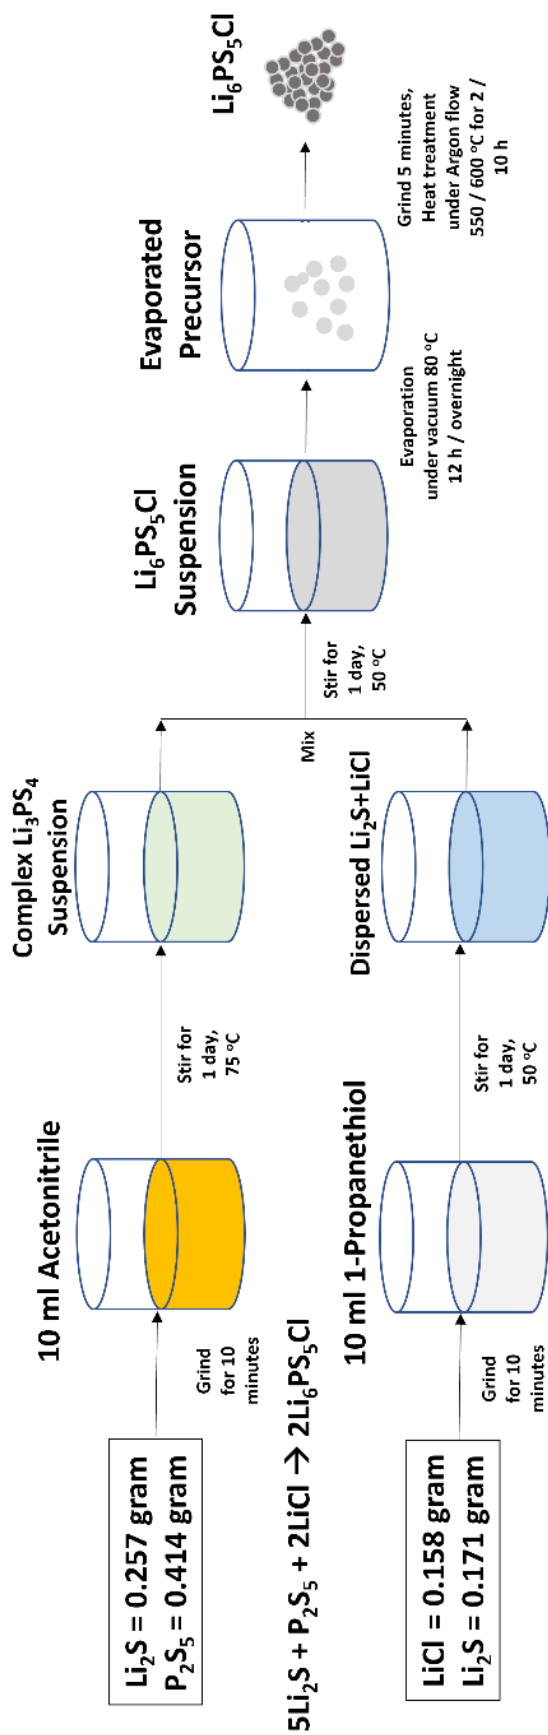 Li₂S = 0.257 gram
P₂S₅ = 0.414 gram
Grind
for 10
minutes
10 ml Acetonitrile
Stir for
1 day,
75 °C
Complex Li₃PS₄
Suspension
5Li₂S + P₂S₅ + 2LiCl → 2Li₆PS₅Cl
LiCl = 0.158 gram
Li₂S = 0.171 gram
Grind
for 10
minutes
10 ml 1-Propanethiol
Stir for
1 day,
50 °C
Dispersed Li₂S+LiCl
Mix
Stir for
1 day,
50 °C
Li₆PS₅Cl
Suspension
Evaporation
under vacuum 80 °C
12 h / overnight
Evaporated
Precursor
Grind 5 minutes,
Heat treatment
under Argon flow
550 / 600 °C for 2 /
10 h
Li₆PS₅Cl